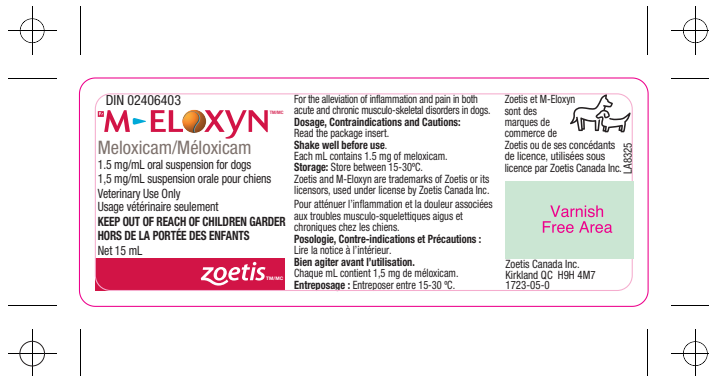 DIN 02406403
Pr M-ELOXYN TM/MC
Meloxicam/Méloxicam
1.5 mg/mL oral suspension for dogs
1,5 mg/mL suspension orale pour chiens
Veterinary Use Only
Usage vétérinaire seulement
KEEP OUT OF REACH OF CHILDREN GARDER
HORS DE LA PORTÉE DES ENFANTS
Net 15 mL
zoetis TM/MC
For the alleviation of inflammation and pain in both
acute and chronic musculo-skeletal disorders in dogs.
Dosage, Contraindications and Cautions:
Read the package insert.
Shake well before use.
Each mL contains 1.5 mg of meloxicam.
Storage: Store between 15-30ºC.
Zoetis and M-Eloxyn are trademarks of Zoetis or its
licensors, used under license by Zoetis Canada Inc.
Pour atténuer l’inflammation et la douleur associées
aux troubles musculo-squelettiques aigus et
chroniques chez les chiens.
Posologie, Contre-indications et Précautions :
Lire la notice à l’intérieur.
Bien agiter avant l’utilisation.
Chaque mL contient 1,5 mg de méloxicam.
Entreposage : Entreposer entre 15-30 ºC.
Zoetis et M-Eloxyn
sont des
marques de
commerce de
Zoetis ou de ses concédants
de licence, utilisées sous
licence par Zoetis Canada Inc.
LA8325
Varnish
Free Area
Zoetis Canada Inc.
Kirkland QC H9H 4M7
1723-05-0